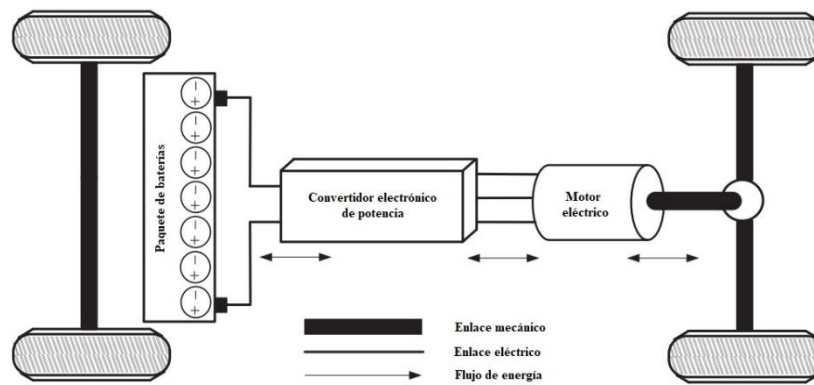 Paquete de baterías
Convertidor electrónico
de potencia
Motor
eléctrico
Enlace mecánico
Enlace eléctrico
Flujo de energía